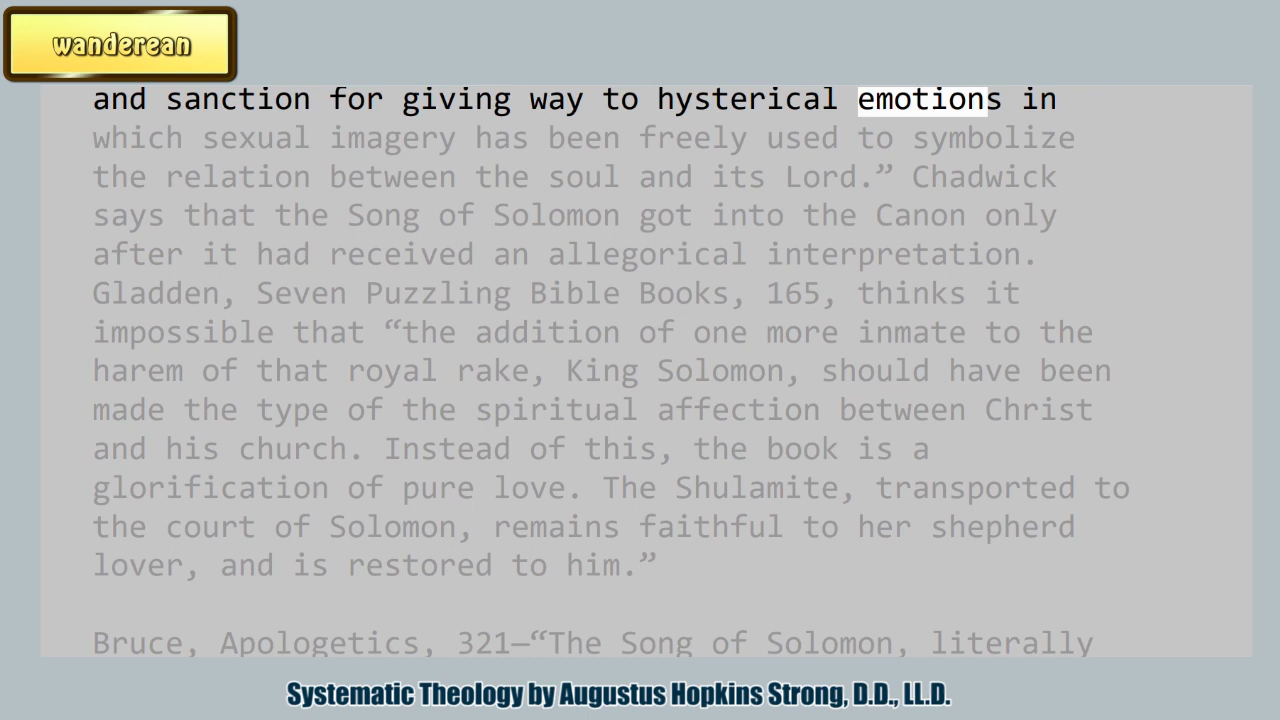 wanderean
and sanction for giving way to hysterical emotions in
which sexual imagery has been freely used to symbolize
the relation between the soul and its Lord.” Chadwick
says that the Song of Solomon got into the Canon only
after it had received an allegorical interpretation.
Gladden, Seven Puzzling Bible Books, 165, thinks it
impossible that “the addition of one more inmate to the
harem of that royal rake, King Solomon, should have been
made the type of the spiritual affection between Christ
and his church. Instead of this, the book is a
glorification of pure love. The Shulamite, transported to
the court of Solomon, remains faithful to her shepherd
lover, and is restored to him.”
Bruce, Apologetics, 321—“The Song of Solomon, literally
Systematic Theology by Augustus Hopkins Strong, D.D., LL.D.